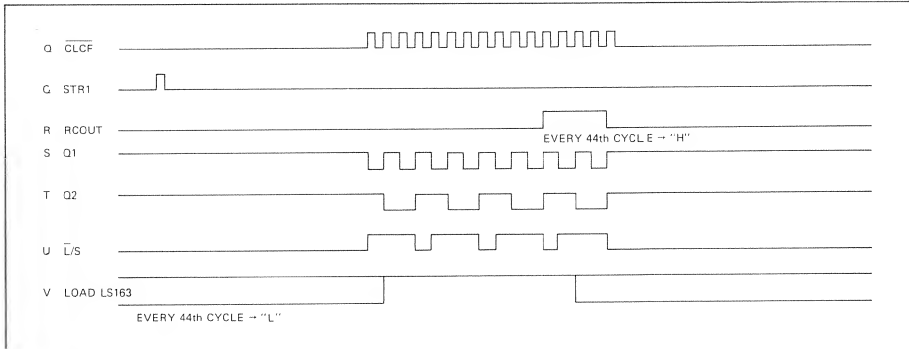 Q CLCF
G STR1
R RCOUT
EVERY 44th CYCLE → "H"
S Q1
T Q2
U L/S
V LOAD LS163
EVERY 44th CYCLE → "L"